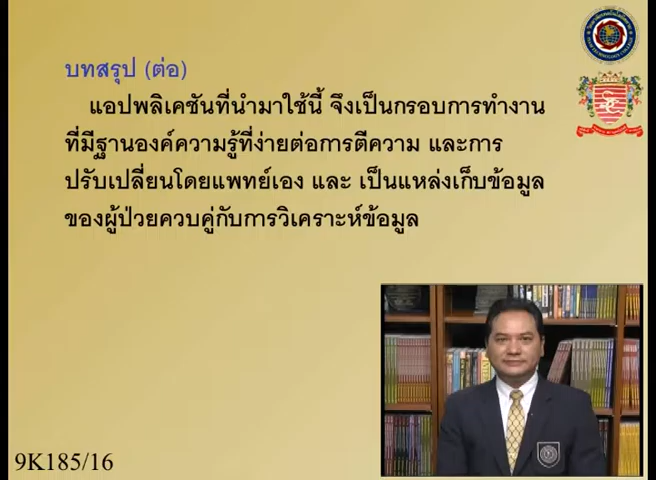 บทสรุป (ต่อ)
แอปพลิเคชันที่นำมาใช้นี้ จึงเป็นกรอบการทำงาน
ที่มีฐานองค์ความรู้ที่ง่ายต่อการตีความ และการ
ปรับเปลี่ยนโดยแพทย์เอง และ เป็นแหล่งเก็บข้อมูล
ของผู้ป่วยควบคู่กับการวิเคราะห์ข้อมูล
9K185/16